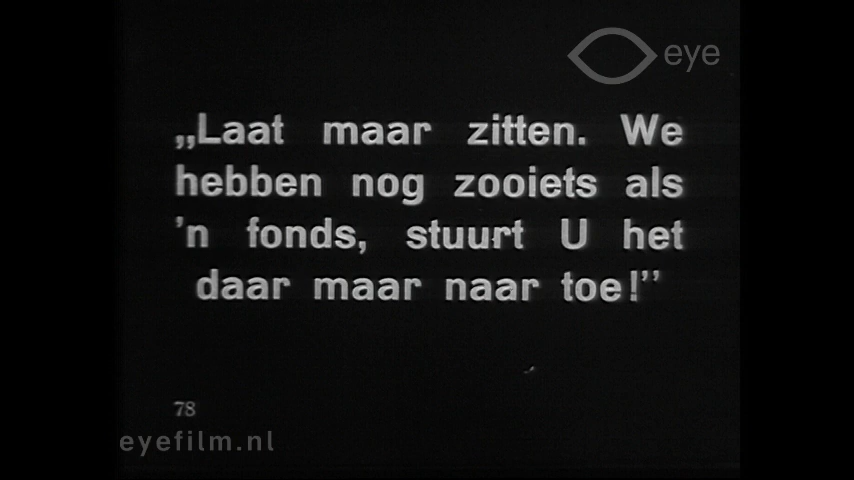 eye
„Laat maar zitten. We
hebben nog zooiets als
'n fonds, stuurt U het
daar maar naar toe!”
78
eyefilm.nl